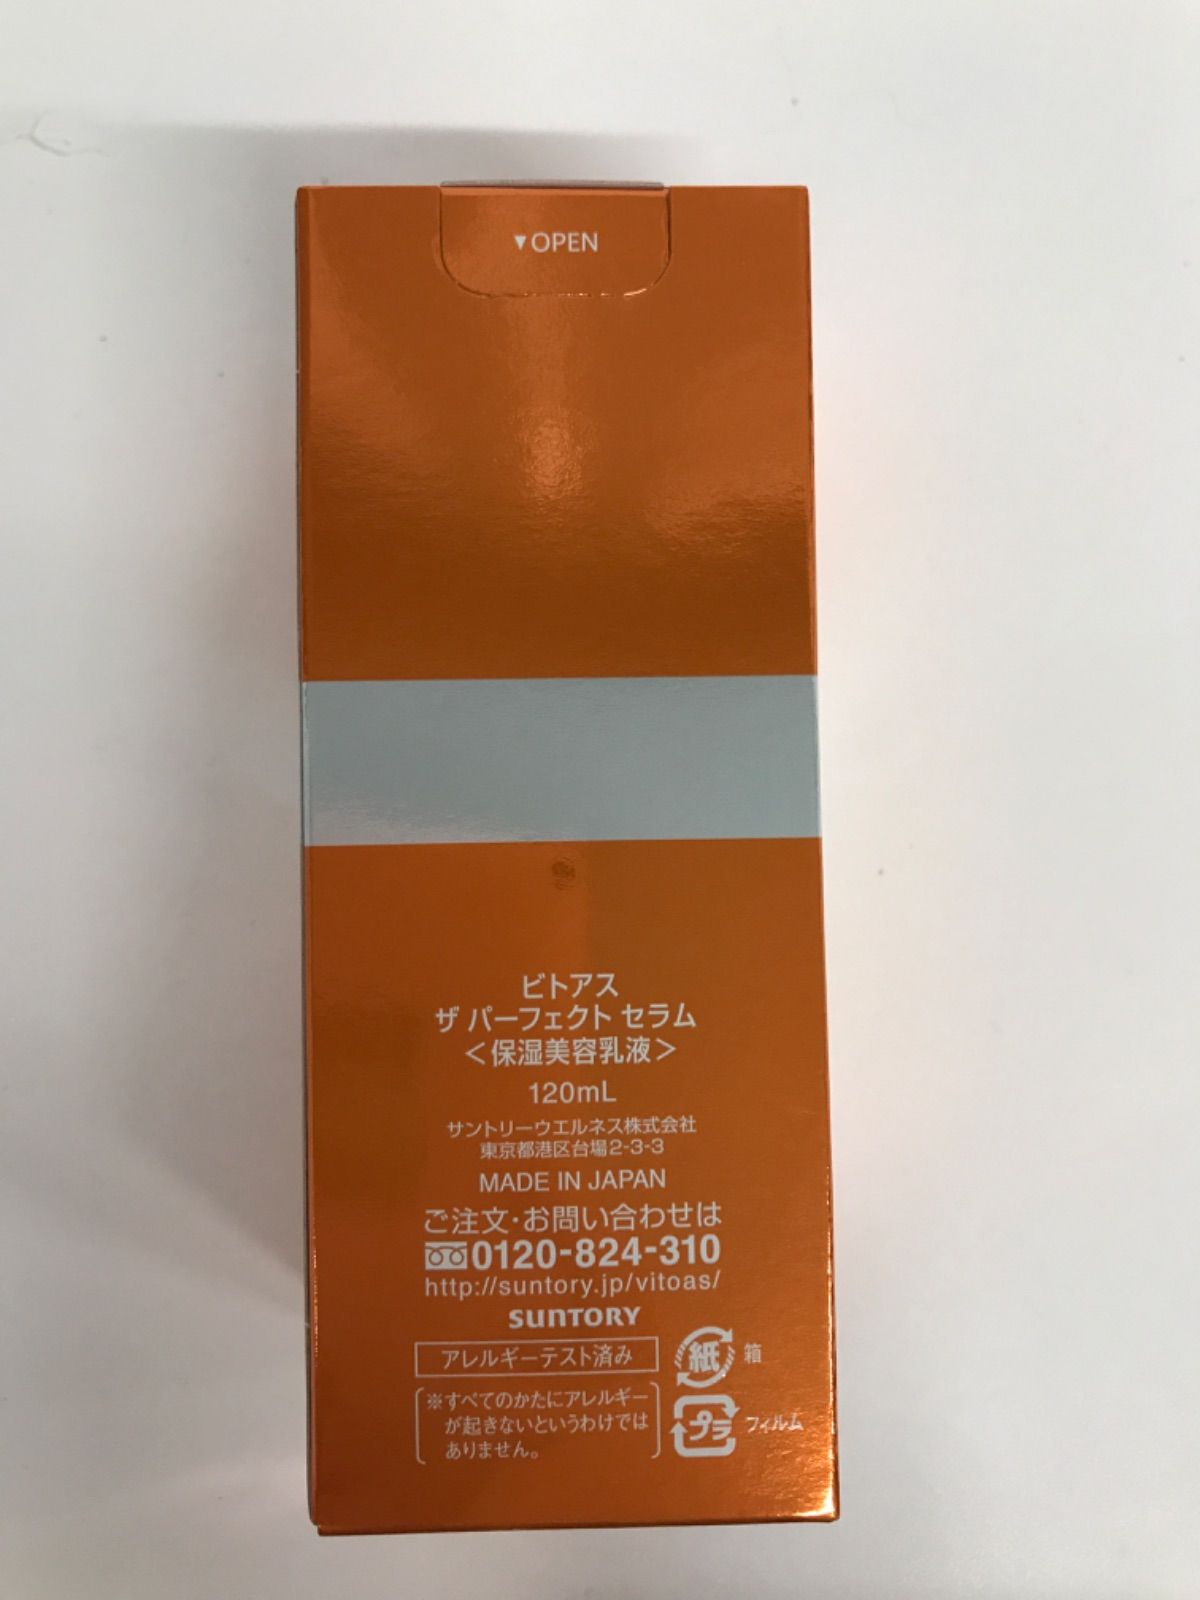 ▼OPEN
ビトアス
ザ パーフェクト セラム
＜保湿美容乳液＞
120mL
サントリーウエルネス株式会社
東京都港区台場2-3-3
MADE IN JAPAN
ご注文・お問い合わせは
0120-824-310
http://suntory.jp/vitoas/
SUNTORY
アレルギーテスト済み
※すべてのかたにアレルギー
が起きないというわけでは
ありません。
紙 箱
プラ フィルム